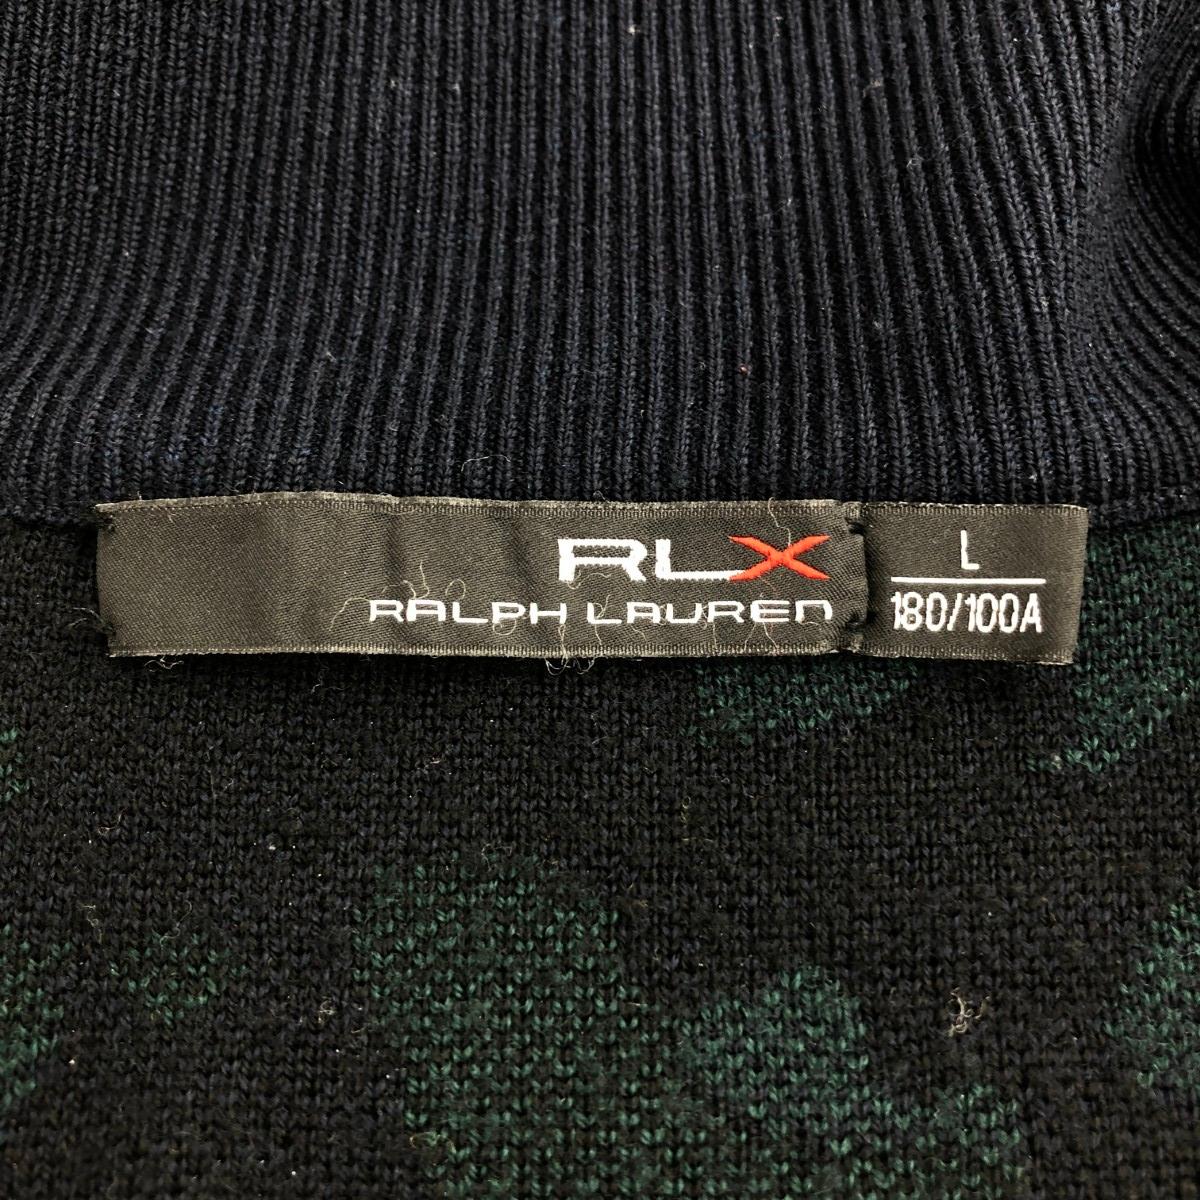 RLX
RALPH LAUREN
L
180/100A